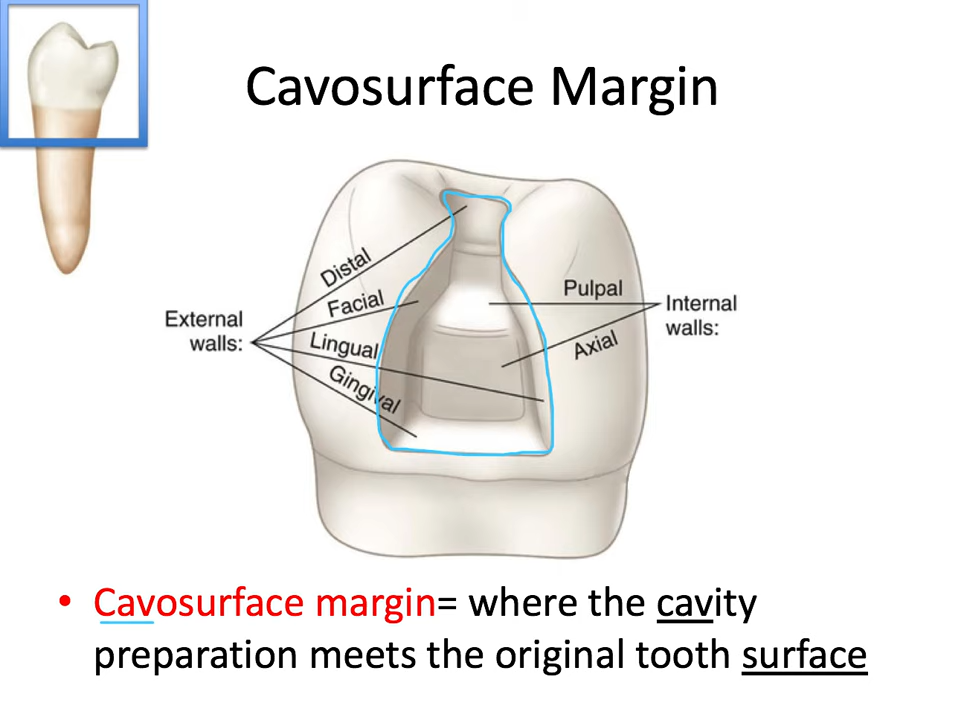 Cavosurface Margin
Distal
Facial
External
walls:
Lingual
Gingival
Pulpal
Internal
walls:
Axial
• Cavosurface margin= where the cavity
preparation meets the original tooth surface